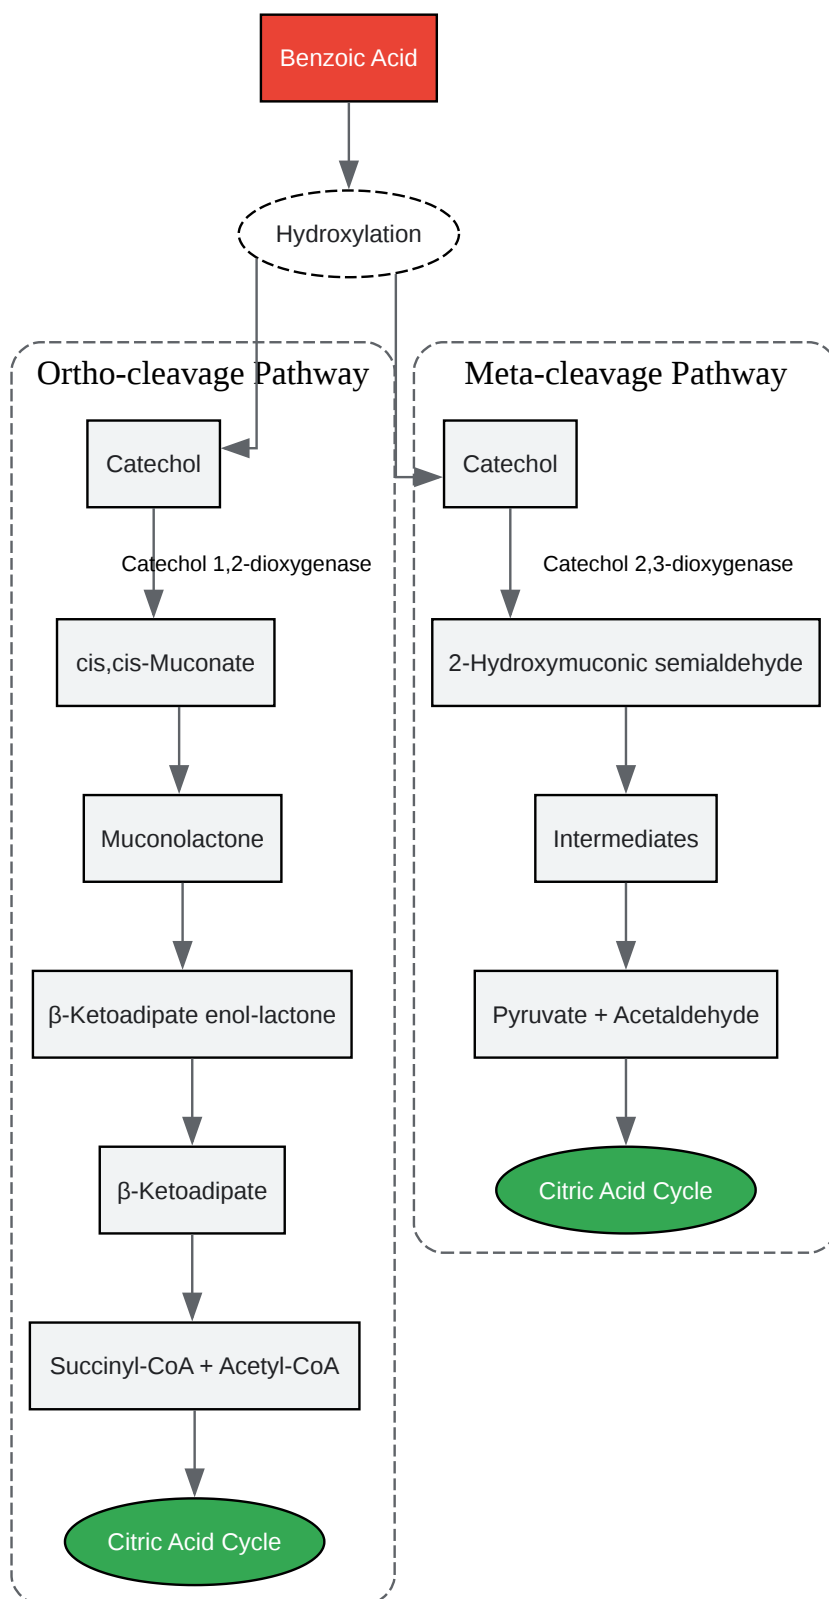 Benzoic Acid
Hydroxylation
Ortho-cleavage Pathway
Catechol
Catechol 1,2-dioxygenase
cis,cis-Muconate
Muconolactone
β-Ketoadipate enol-lactone
β-Ketoadipate
Succinyl-CoA + Acetyl-CoA
Citric Acid Cycle
Meta-cleavage Pathway
Catechol
Catechol 2,3-dioxygenase
2-Hydroxymuconic semialdehyde
Intermediates
Pyruvate + Acetaldehyde
Citric Acid Cycle